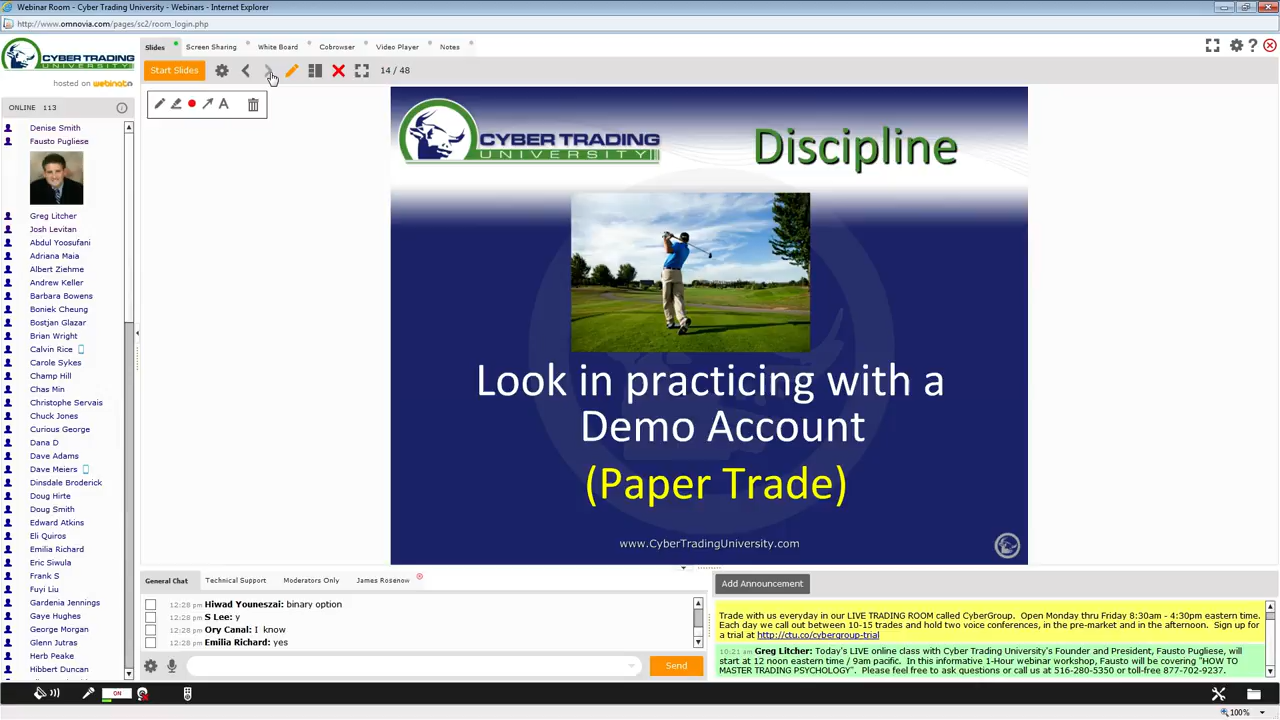 Webinar Room - Cyber Trading University - Webinars - Internet Explorer
http://www.omnovia.com/pages/sc2/room_login.php
CYBER TRADING
UNIVERSITY
hosted on webinato
Slides
Screen Sharing
White Board
Cobrowser
Video Player
Notes
Start Slides
14 / 48
A
ONLINE 113
Denise Smith
Fausto Pugliese
Greg Litcher
Josh Levitan
Abdul Yoosufani
Adriana Maia
Albert Ziehme
Andrew Keller
Barbara Bowens
Boniek Cheung
Bostjan Glazar
Brian Wright
Calvin Rice
Carole Sykes
Champ Hill
Chas Min
Christophe Servais
Chuck Jones
Curious George
Dana D
Dave Adams
Dave Meiers
Dinsdale Broderick
Doug Hirte
Doug Smith
Edward Atkins
Eli Quiros
Emilia Richard
Eric Siwula
Frank S
Fuyi Liu
Gardenia Jennings
Gaye Hughes
George Morgan
Glenn Jutras
Herb Peake
Hibbert Duncan
CYBER TRADING
UNIVERSITY
Discipline
Look in practicing with a
Demo Account
(Paper Trade)
www.CyberTradingUniversity.com
General Chat
Technical Support
Moderators Only
James Rosenow
12:28 pm Hiwad Youneszai: binary option
12:28 pm S Lee: y
12:28 pm Ory Canal: I know
12:28 pm Emilia Richard: yes
Send
Add Announcement
Trade with us everyday in our LIVE TRADING ROOM called CyberGroup. Open Monday thru Friday 8:30am - 4:30pm eastern time.
Each day we call out between 10-15 trades and hold two voice conferences, in the pre-market and in the afternoon. Sign up for
a trial at http://ctu.co/cybergroup-trial
10:21 am Greg Litcher: Today's LIVE online class with Cyber Trading University's Founder and President, Fausto Pugliese, will
start at 12 noon eastern time / 9am pacific. In this informative 1-Hour webinar workshop, Fausto will be covering "HOW TO
MASTER TRADING PSYCHOLOGY". Please feel free to ask questions or call us at 516-280-5350 or toll-free 877-702-9237.
ON
100%